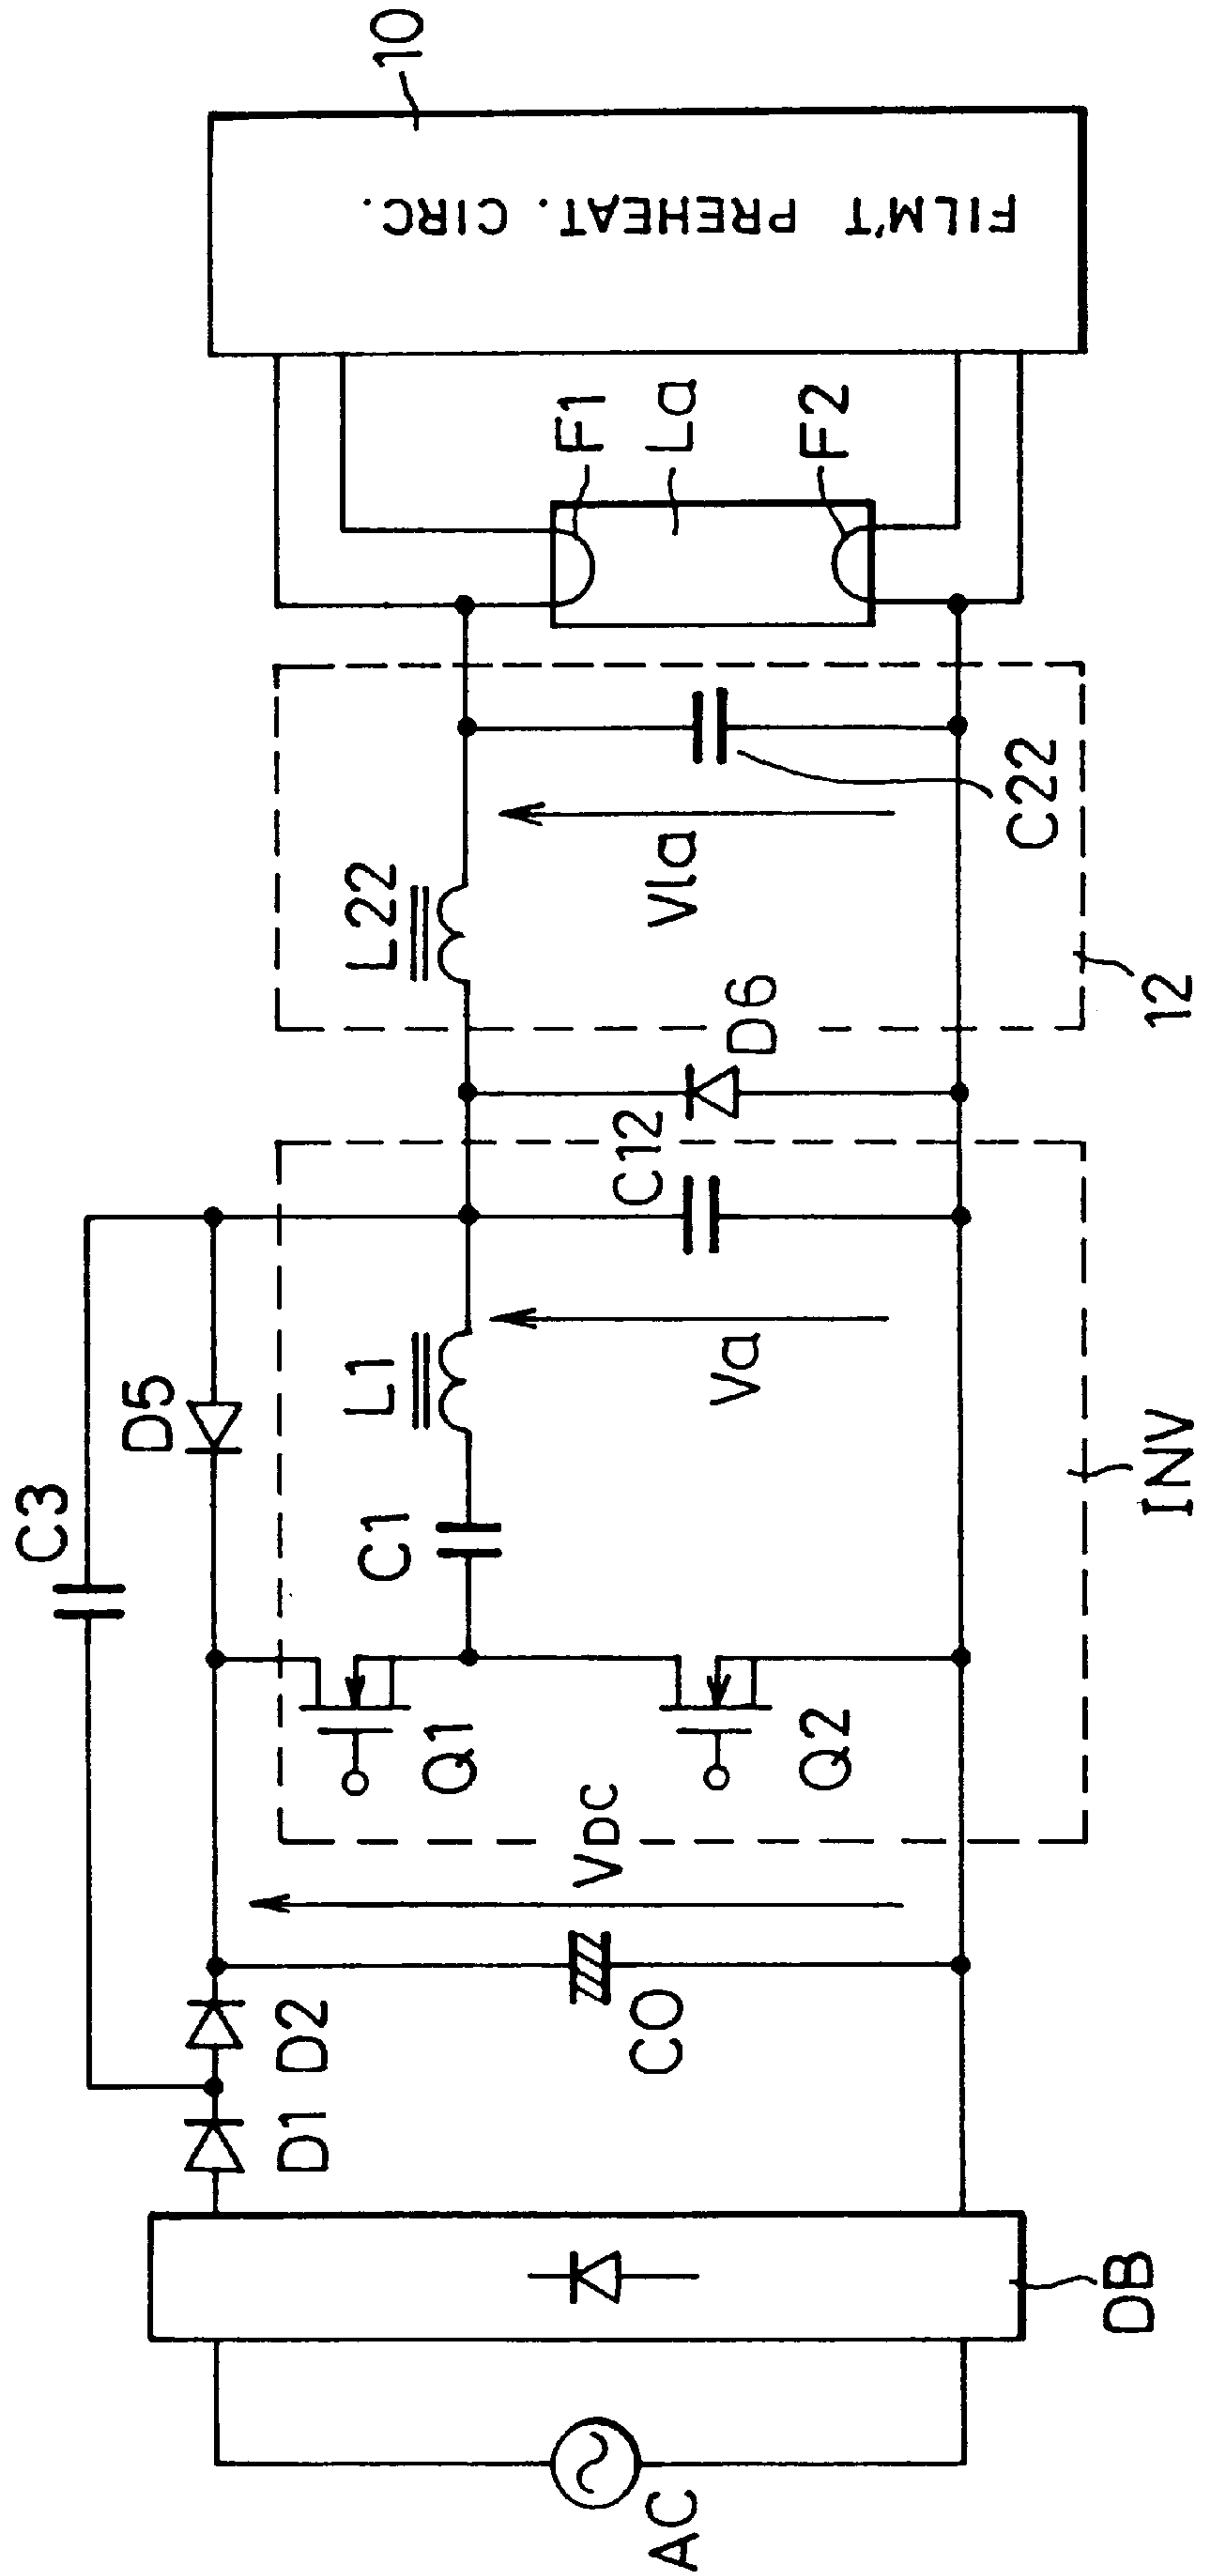 C3
10
D5
D1
D2
L1
L22
C1
Q1
VDC
C0
AC
Q2
Va
C12
D6
Vla
F1
La
F2
FILM'T PREHEAT. CIRC.
C22
DB
INV
12